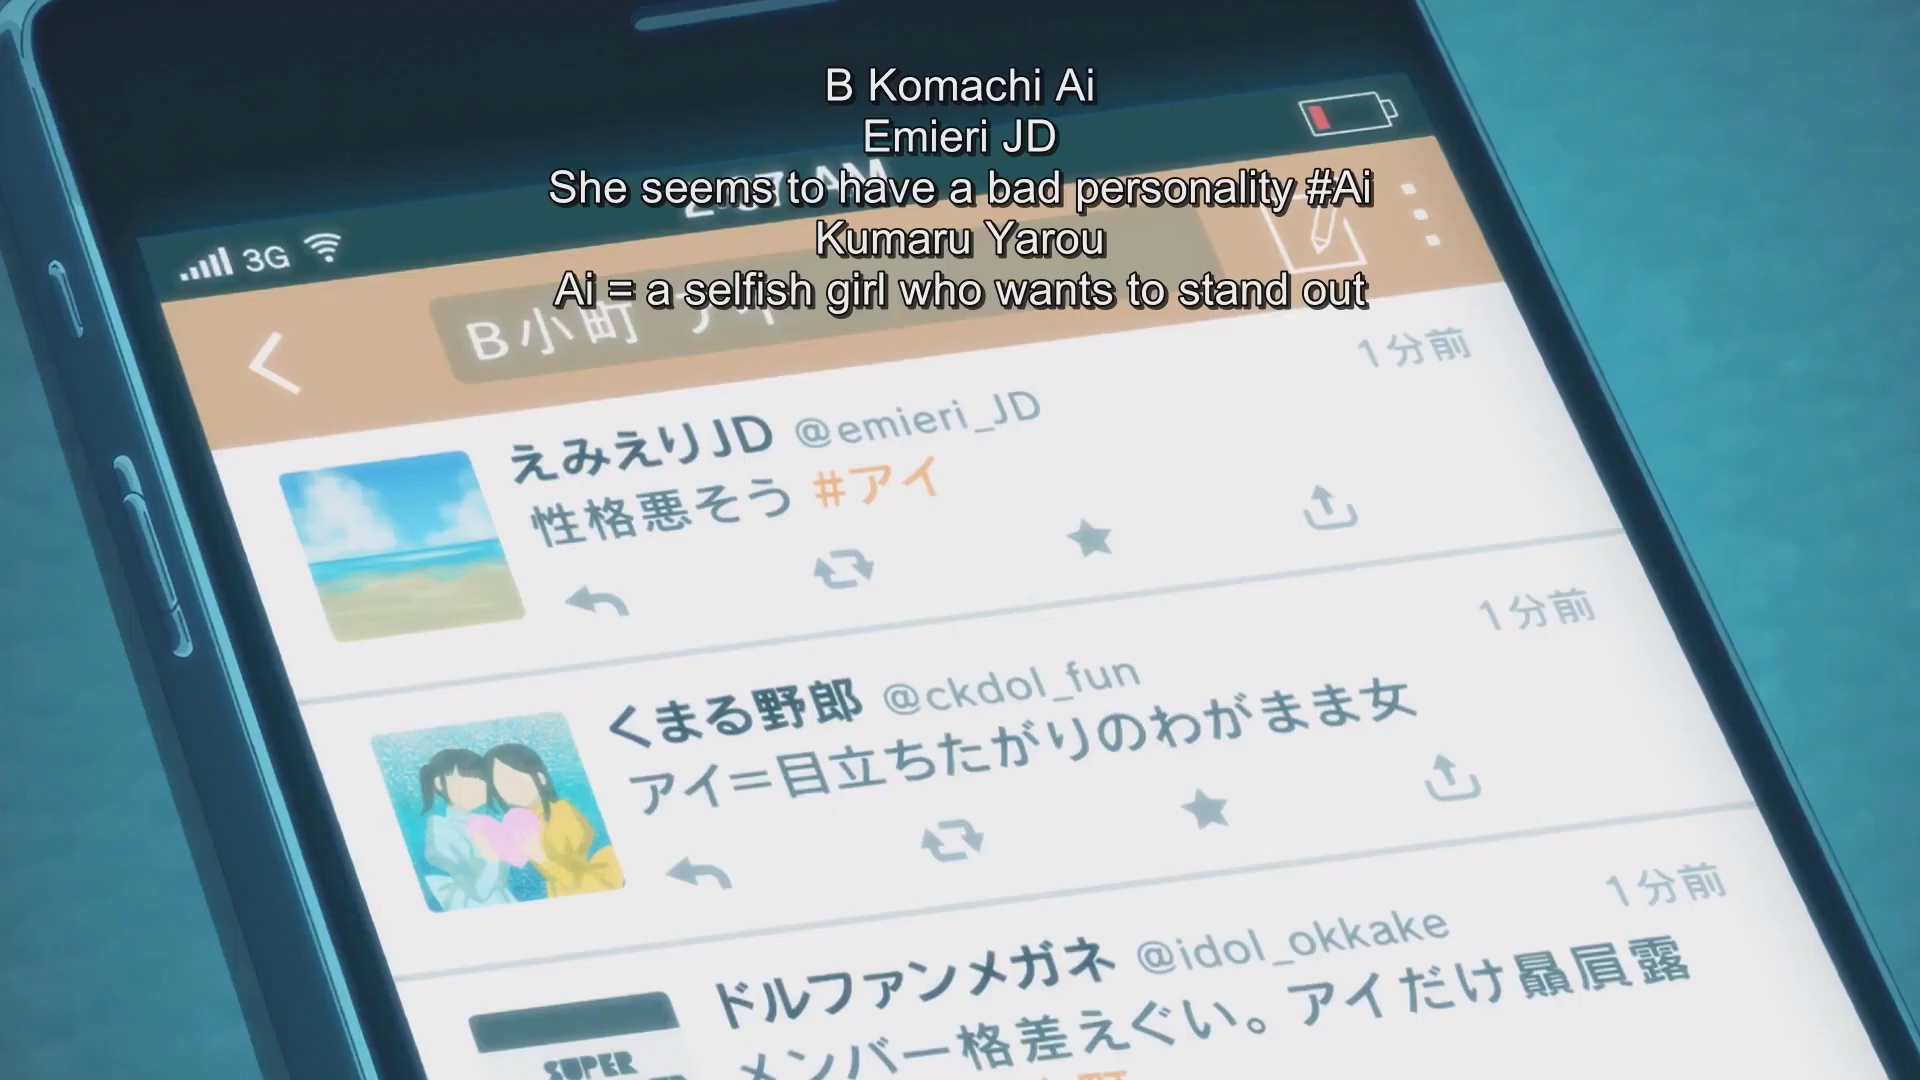 B Komachi Ai
Emieri JD
She seems to have a bad personality #Ai
Kumaru Yarou
Ai = a selfish girl who wants to stand out
3G
AM
B小町 アイ
1分前
えみえりJD @emieri_JD
性格悪そう #アイ
1分前
くまる野郎 @ckdol_fun
アイ=目立ちたがりのわがまま女
1分前
ドルファンメガネ @idol_okkake
メンバー格差えぐい。アイだけ贔屓露
SUPER